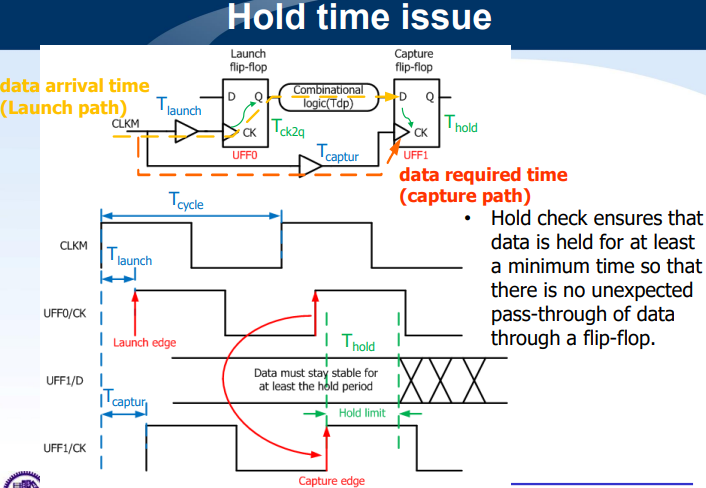 Hold time issue
Launch
flip-flop
Capture
flip-flop
data arrival time
(Launch path)
Tlaunch
CLKM
D
Q
CK
UFF0
Tck2q
Combinational
logic(Tdp)
D
Q
CK
UFF1
Thold
Tcaptur
data required time
(capture path)
Tcycle
CLKM
Tlaunch
UFF0/CK
Launch edge
Thold
UFF1/D
Data must stay stable for
at least the hold period
Tcaptur
Hold limit
UFF1/CK
Capture edge
• Hold check ensures that
data is held for at least
a minimum time so that
there is no unexpected
pass-through of data
through a flip-flop.